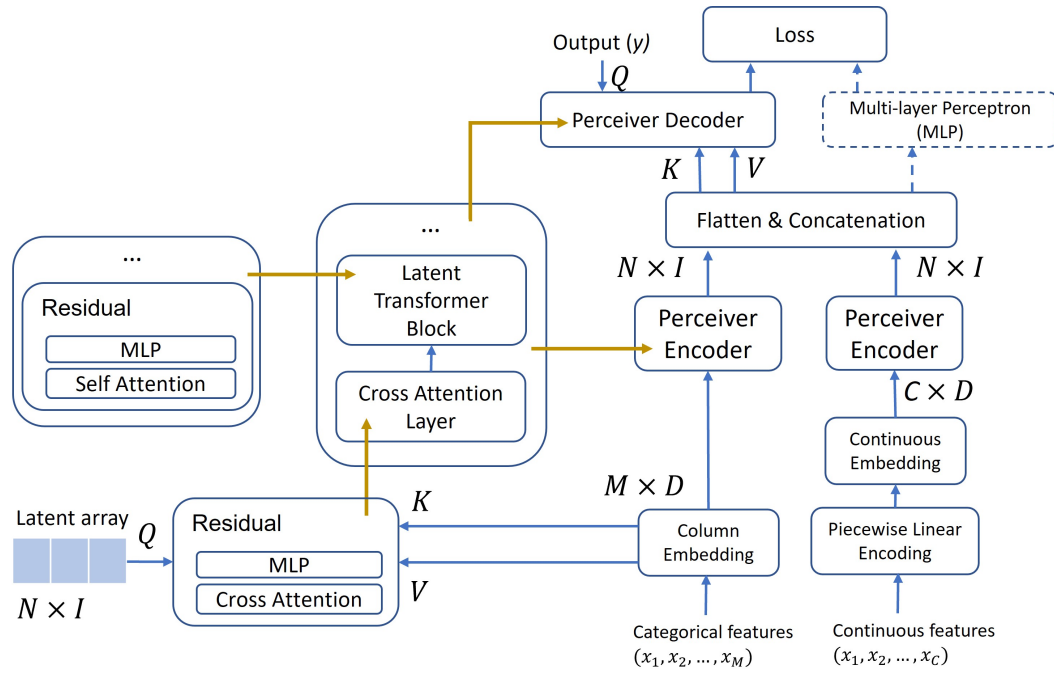 Output (y)
Q
Loss
Perceiver Decoder
Multi-layer Perceptron
(MLP)
K
V
Flatten & Concatenation
N × I
N × I
...
Residual
MLP
Self Attention
...
Latent
Transformer
Block
Cross Attention
Layer
Perceiver
Encoder
Perceiver
Encoder
C × D
Continuous
Embedding
M × D
Latent array
Q
N × I
Residual
MLP
Cross Attention
K
V
Column
Embedding
Piecewise Linear
Encoding
Categorical features
(x₁, x₂, ..., x_M)
Continuous features
(x₁, x₂, ..., x_C)